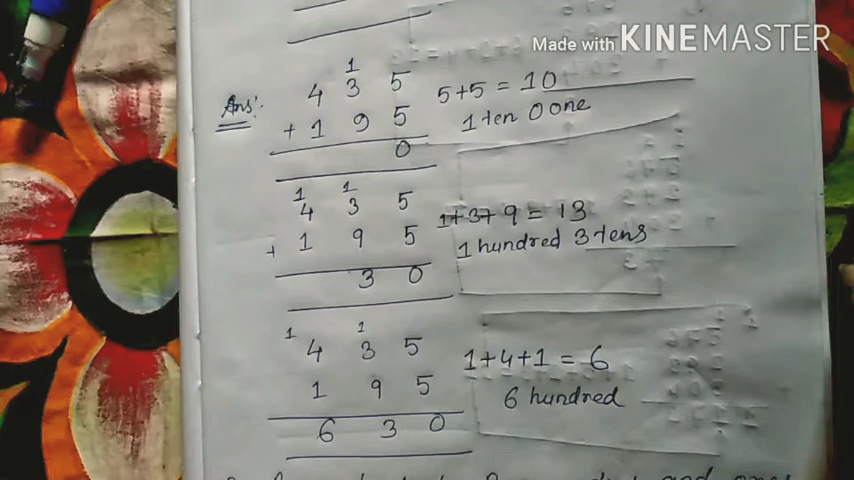 Made with KINEMASTER
Ans:
1
4 3 5
+ 1 9 5
0
5+5 = 10
1 ten 0 one
1 1
4 3 5
+ 1 9 5
3 0
1+3+9 = 13
1 hundred 3 tens
1 1
4 3 5
1 9 5
6 3 0
1+4+1 = 6
6 hundred